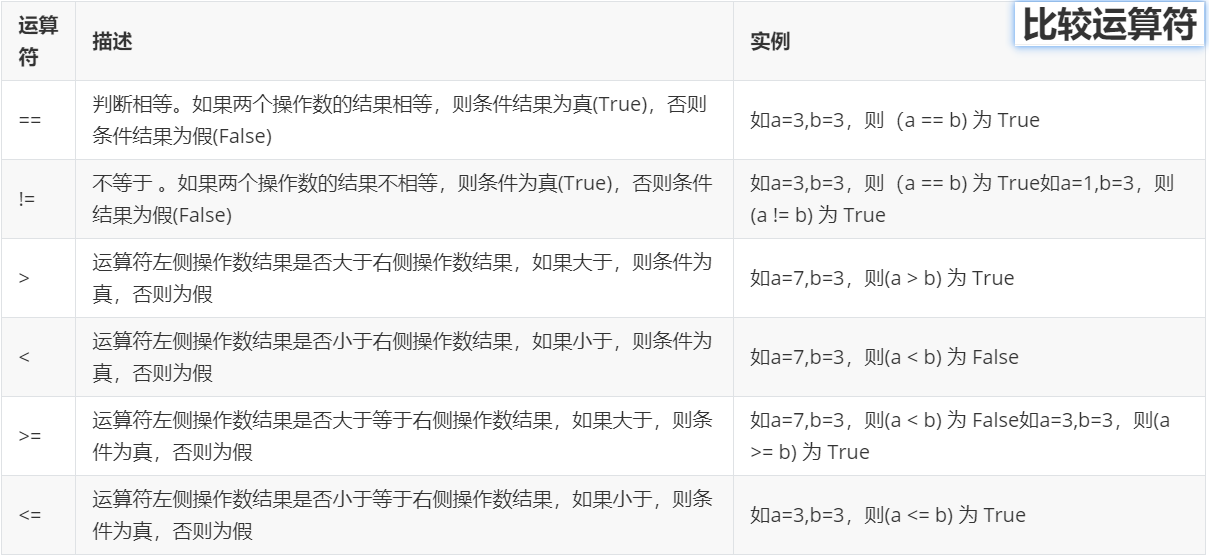 比较运算符
运算
符
描述
实例
==
判断相等。如果两个操作数的结果相等，则条件结果为真(True)，否则
条件结果为假(False)
如a=3,b=3，则（a == b) 为 True
!=
不等于 。如果两个操作数的结果不相等，则条件为真(True)，否则条件
结果为假(False)
如a=3,b=3，则（a == b) 为 True如a=1,b=3，则
(a != b) 为 True
>
运算符左侧操作数结果是否大于右侧操作数结果，如果大于，则条件为
真，否则为假
如a=7,b=3，则(a > b) 为 True
<
运算符左侧操作数结果是否小于右侧操作数结果，如果小于，则条件为
真，否则为假
如a=7,b=3，则(a < b) 为 False
>=
运算符左侧操作数结果是否大于等于右侧操作数结果，如果大于，则条
件为真，否则为假
如a=7,b=3，则(a < b) 为 False如a=3,b=3，则(a
>= b) 为 True
<=
运算符左侧操作数结果是否小于等于右侧操作数结果，如果小于，则条
件为真，否则为假
如a=3,b=3，则(a <= b) 为 True